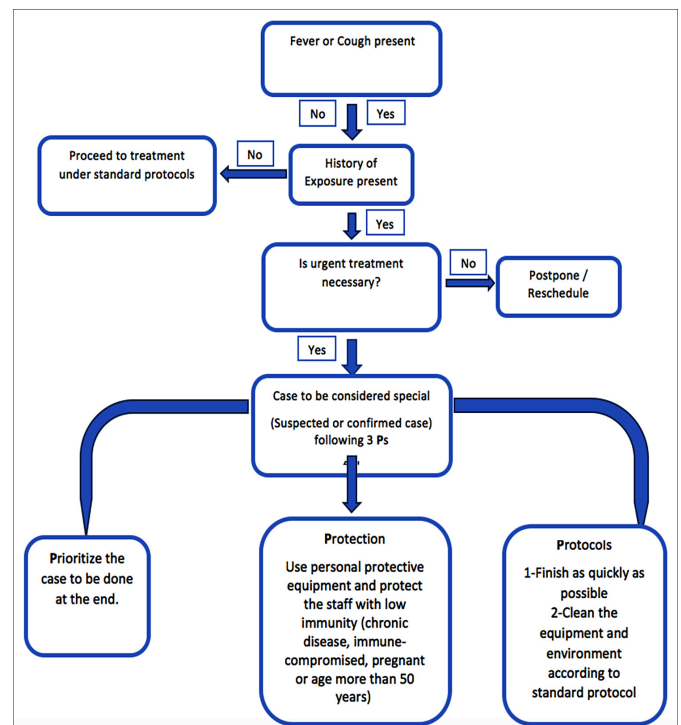 Fever or Cough present
No
Yes
Proceed to treatment
under standard protocols
No
History of
Exposure present
Yes
Is urgent treatment
necessary?
No
Postpone /
Reschedule
Yes
Case to be considered special
(Suspected or confirmed case)
following 3 Ps
Prioritize the
case to be done
at the end.
Protection
Use personal protective
equipment and protect
the staff with low
immunity (chronic
disease, immune-
compromised, pregnant
or age more than 50
years)
Protocols
1-Finish as quickly as
possible
2-Clean the
equipment and
environment
according to
standard protocol